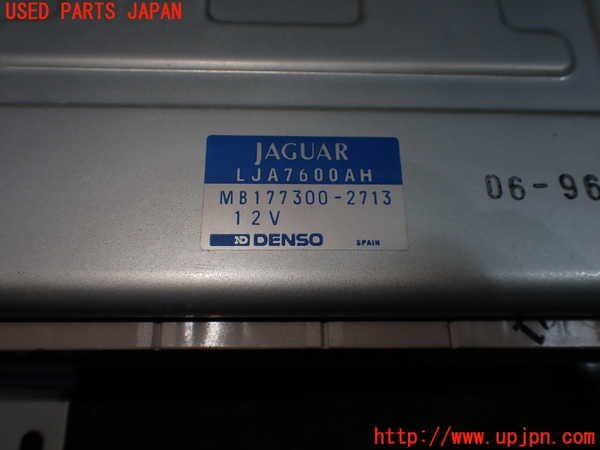 USED PARTS JAPAN
JAGUAR
LJA7600AH
MB177300-2713
12V
DENSO
SPAIN
06-96
http://www.upjpn.com/